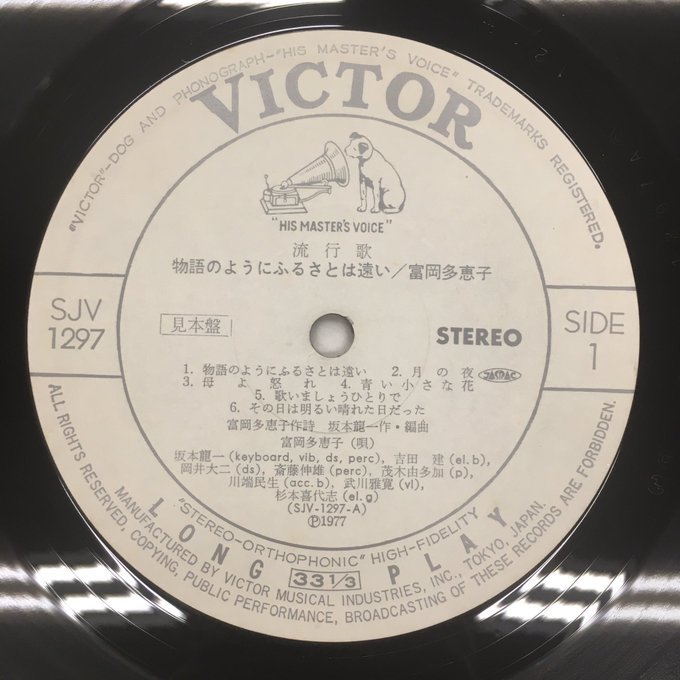 "VICTOR"–DOG AND PHONOGRAPH–"HIS MASTER'S VOICE" TRADEMARKS REGISTERED.
VICTOR
"HIS MASTER'S VOICE"
流行歌
物語のようにふるさとは遠い／富岡多恵子
SJV
1297
見本盤
STEREO
SIDE
1
1. 物語のようにふるさとは遠い 2. 月の夜
JASRAC
3. 母よ怒れ 4. 青い小さな花
5. 歌いましょうひとりで
6. その日は明るい晴れた日だった
富岡多恵子作詩 坂本龍一作・編曲
富岡多恵子（唄）
坂本龍一 (keyboard, vib, ds, perc), 吉田 建 (el.b),
岡井大二 (ds), 斎藤伸雄 (perc), 茂木由多加 (p),
川端民生 (acc.b) 武川雅寛 (vl),
杉本喜代志 (el.g)
(SJV-1297-A)
Ⓟ1977
"STEREO-ORTHOPHONIC" HIGH-FIDELITY
LONG 33 1/3 PLAY
MANUFACTURED BY VICTOR MUSICAL INDUSTRIES, INC., TOKYO, JAPAN.
ALL RIGHTS RESERVED, COPYING, PUBLIC PERFORMANCE, BROADCASTING OF THESE RECORDS ARE FORBIDDEN.